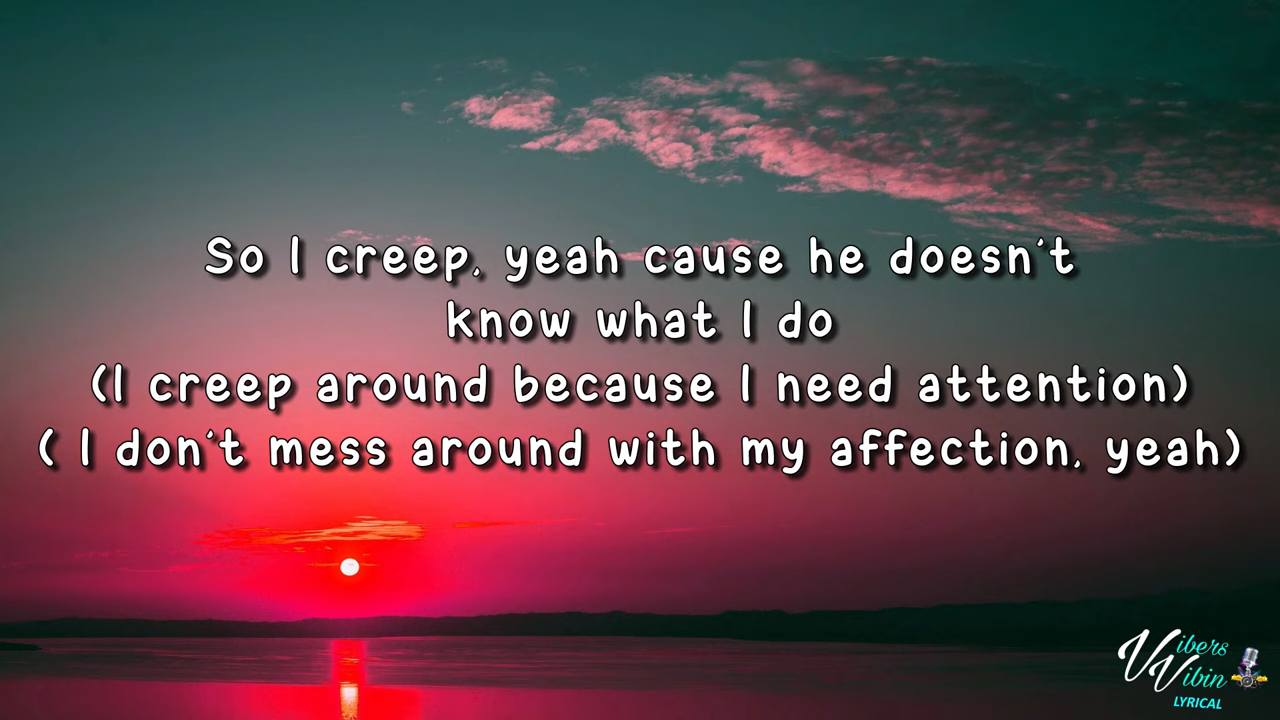 So I creep, yeah cause he doesn't
know what I do
(I creep around because I need attention)
( I don't mess around with my affection, yeah)
Vibers
Vibin
LYRICAL